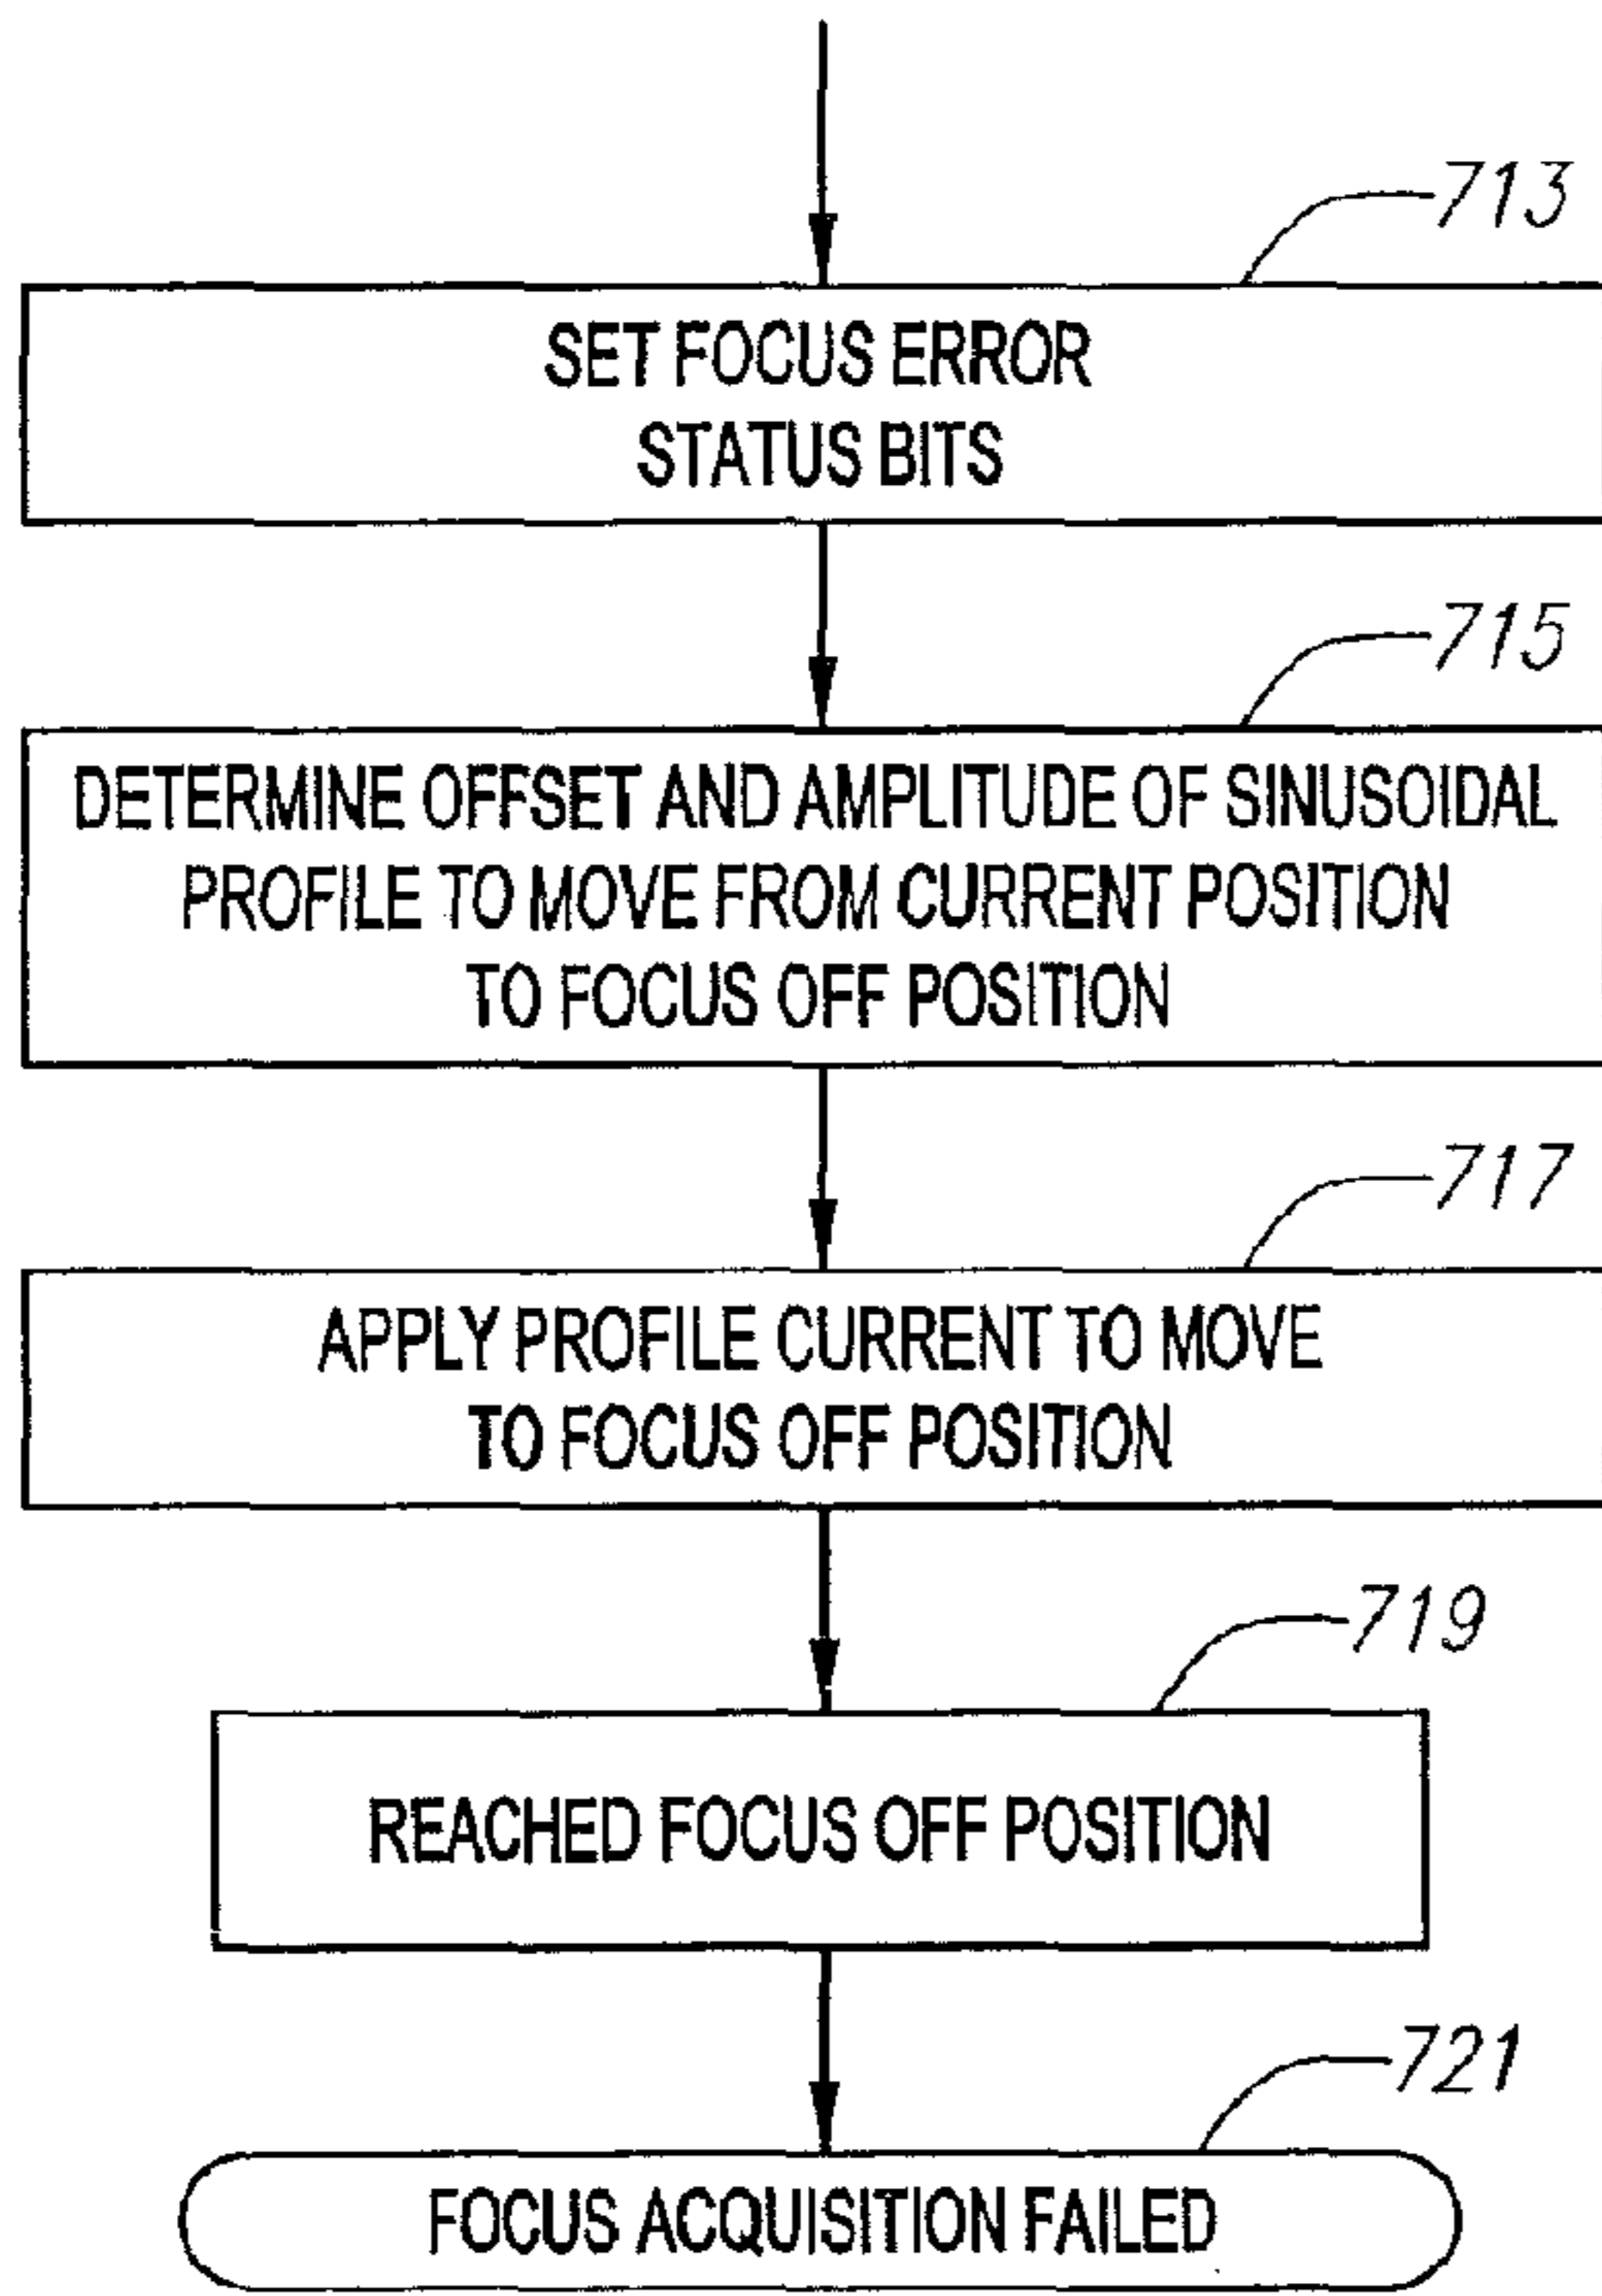 713
SET FOCUS ERROR
STATUS BITS
715
DETERMINE OFFSET AND AMPLITUDE OF SINUSOIDAL
PROFILE TO MOVE FROM CURRENT POSITION
TO FOCUS OFF POSITION
717
APPLY PROFILE CURRENT TO MOVE
TO FOCUS OFF POSITION
719
REACHED FOCUS OFF POSITION
721
FOCUS ACQUISITION FAILED